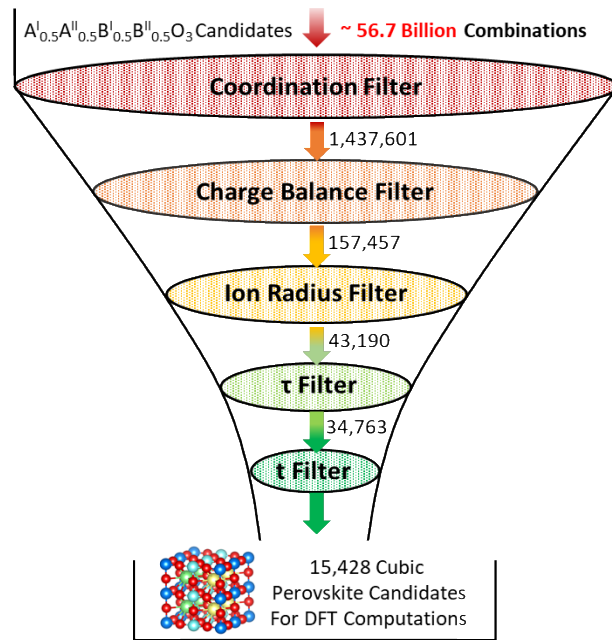 A^I_0.5A^II_0.5B^I_0.5B^II_0.5O_3 Candidates ~ 56.7 Billion Combinations
Coordination Filter
1,437,601
Charge Balance Filter
157,457
Ion Radius Filter
43,190
τ Filter
34,763
t Filter
15,428 Cubic
Perovskite Candidates
For DFT Computations